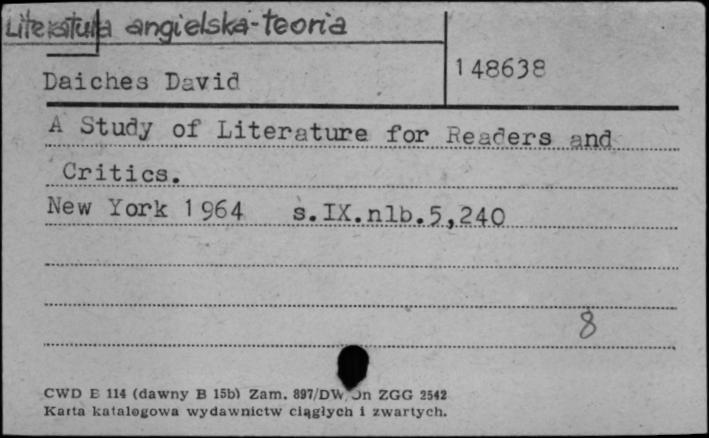 Literatura angielska-teoria
Daiches David
148638
A Study of Literature for Readers and
Critics.
New York 1964 s.IX.nlb.5,240
8
CWD E 114 (dawny B 15b) Zam. 897/DW/Jn ZGG 2542
Karta katalogowa wydawnictw ciągłych i zwartych.